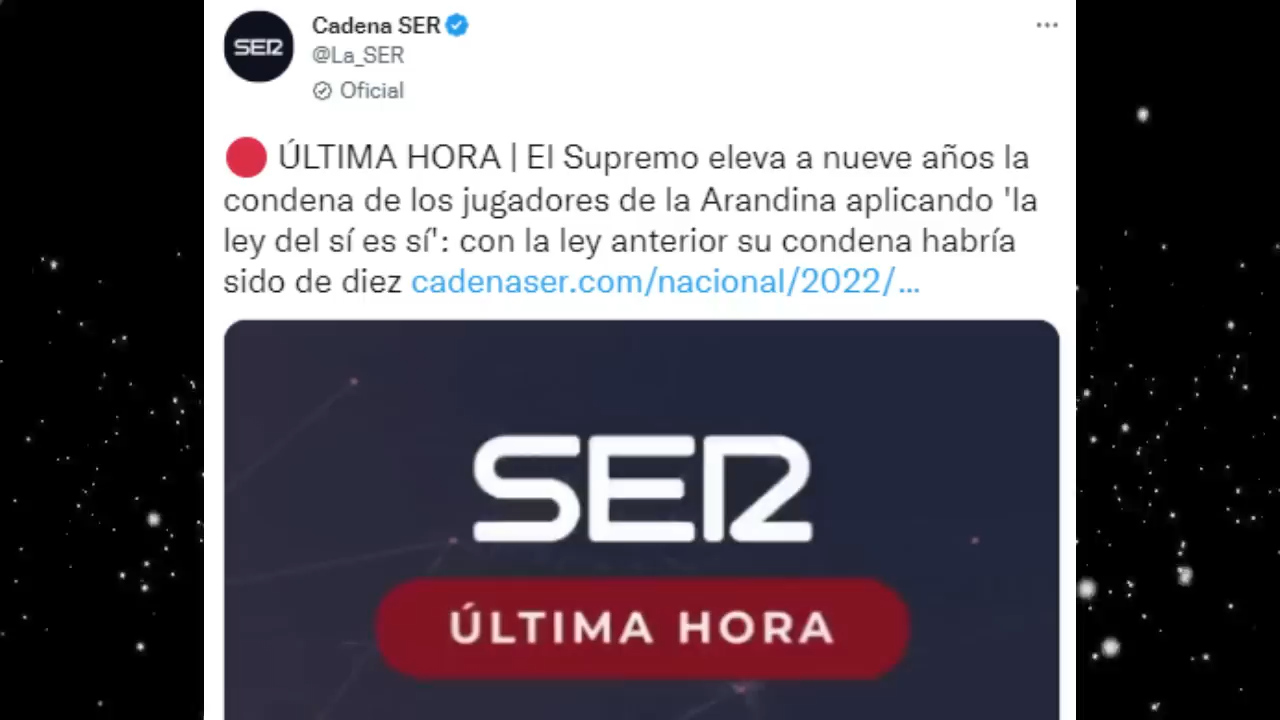 SER
Cadena SER
@La_SER
Oficial
🔴 ÚLTIMA HORA | El Supremo eleva a nueve años la
condena de los jugadores de la Arandina aplicando 'la
ley del sí es sí': con la ley anterior su condena habría
sido de diez cadenaser.com/nacional/2022/...
SER
ÚLTIMA HORA